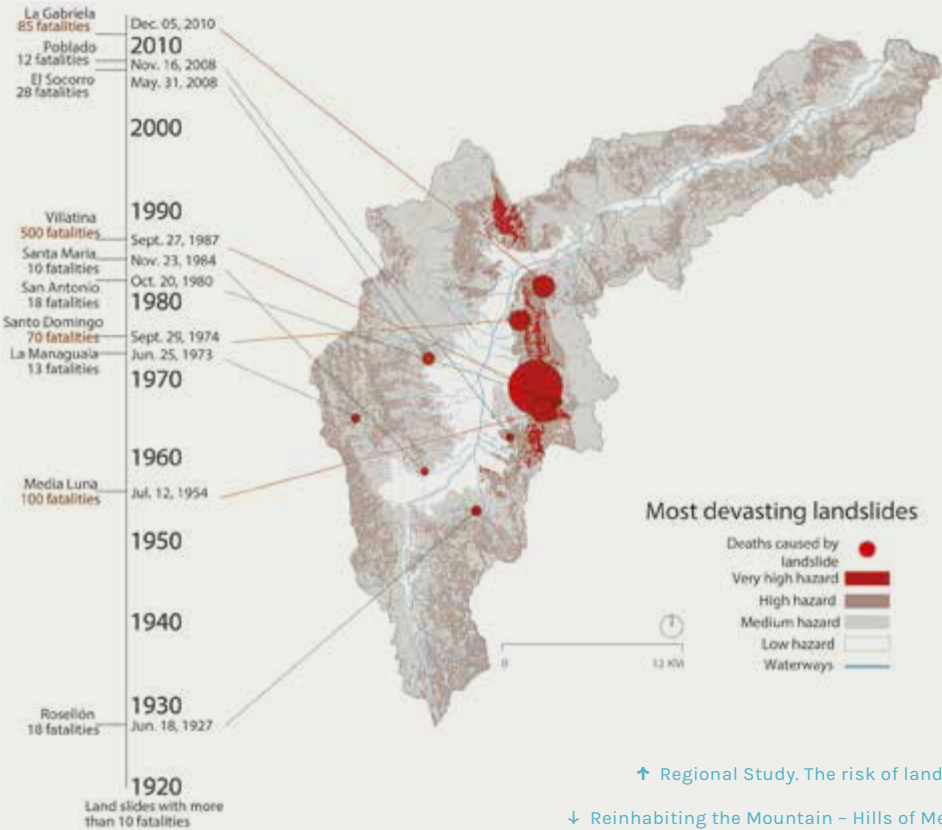 La Gabriela
85 fatalities
Dec. 05, 2010
2010
Poblado
12 fatalities
Nov. 16, 2008
El Socorro
28 fatalities
May. 31, 2008
2000
1990
Villatina
500 fatalities
Sept. 27, 1987
Santa Maria
10 fatalities
Nov. 23, 1984
San Antonio
18 fatalities
Oct. 20, 1980
1980
Santo Domingo
70 fatalities
Sept. 29, 1974
La Managuaia
13 fatalities
Jun. 25, 1973
1970
1960
Media Luna
100 fatalities
Jul. 12, 1954
1950
1940
1930
Rosellón
18 fatalities
Jun. 18, 1927
1920
Land slides with more
than 10 fatalities
Most devasting landslides
Deaths caused by
landslide
Very high hazard
High hazard
Medium hazard
Low hazard
Waterways
0
↑ Regional Study. The risk of land
↓ Reinhabiting the Mountain – Hills of Me